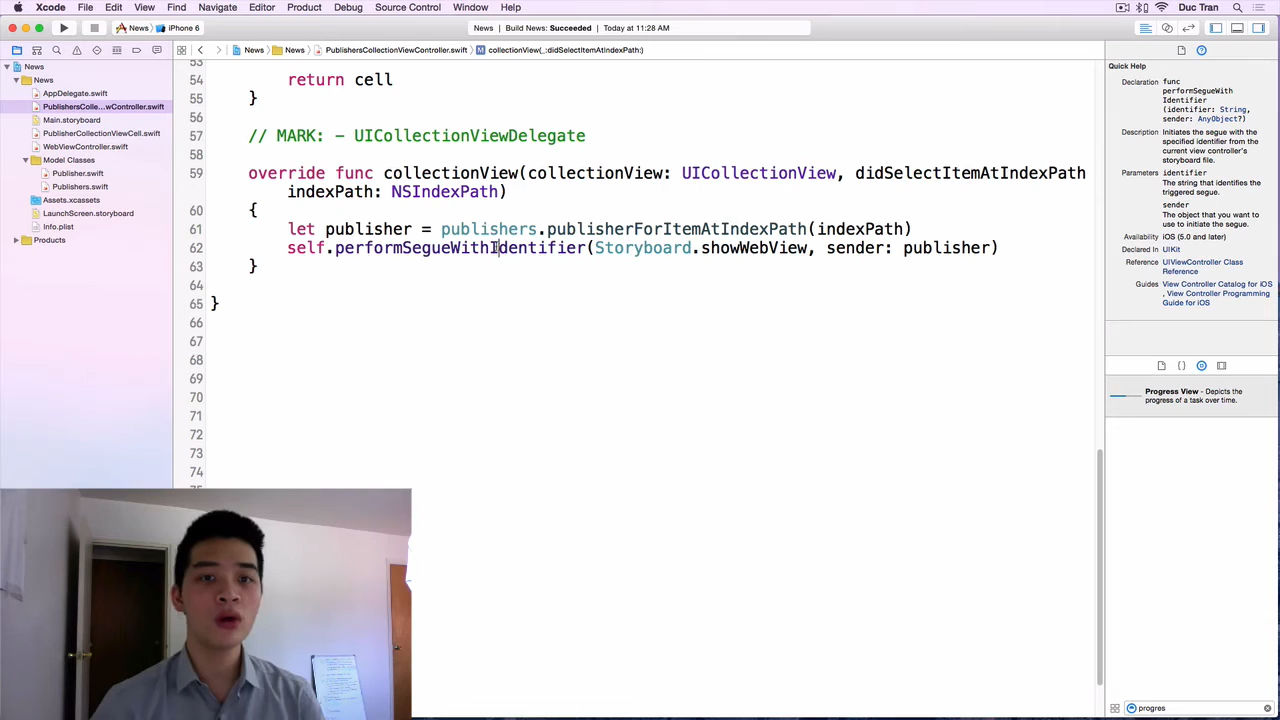 Xcode File Edit View Find Navigate Editor Product Debug Source Control Window Help Duc Tran
News iPhone 6 News | Build News: Succeeded | Today at 11:28 AM
News News PublishersCollectionViewController.swift M collectionView(_:didSelectItemAtIndexPath:)
News
News
AppDelegate.swift
PublishersColle...wController.swift
Main.storyboard
PublisherCollectionViewCell.swift
WebViewController.swift
Model Classes
Publisher.swift
Publishers.swift
Assets.xcassets
LaunchScreen.storyboard
Info.plist
Products
53
54 return cell
55 }
56
57 // MARK: - UICollectionViewDelegate
58
59 override func collectionView(collectionView: UICollectionView, didSelectItemAtIndexPath
indexPath: NSIndexPath)
60 {
61 let publisher = publishers.publisherForItemAtIndexPath(indexPath)
62 self.performSegueWithIdentifier(Storyboard.showWebView, sender: publisher)
63 }
64
65 }
66
67
68
69
70
71
72
73
74
75
Quick Help
Declaration func
performSegueWith
Identifier
(identifier: String,
sender:
AnyObject?)
Description Initiates the segue with the
specified identifier from the
current view controller's
storyboard file.
Parameters identifier
The string that identifies
the triggered segue.
sender
The object that you want
to use to initiate the
segue.
Availability iOS (5.0 and later)
Declared In UIKit
Reference UIViewController Class
Reference
Guides View Controller Catalog for iOS
, View Controller Programming
Guide for iOS
Progress View - Depicts the
progress of a task over time.
progres